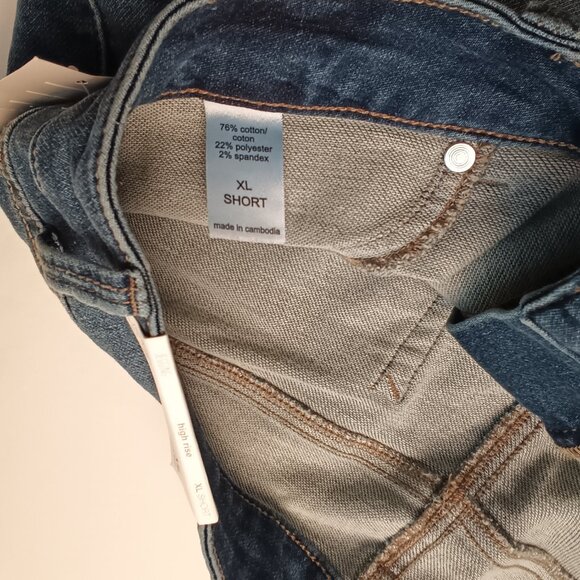 76% cotton/
coton
22% polyester
2% spandex
XL
SHORT
made in cambodia
high rise
XL SHORT